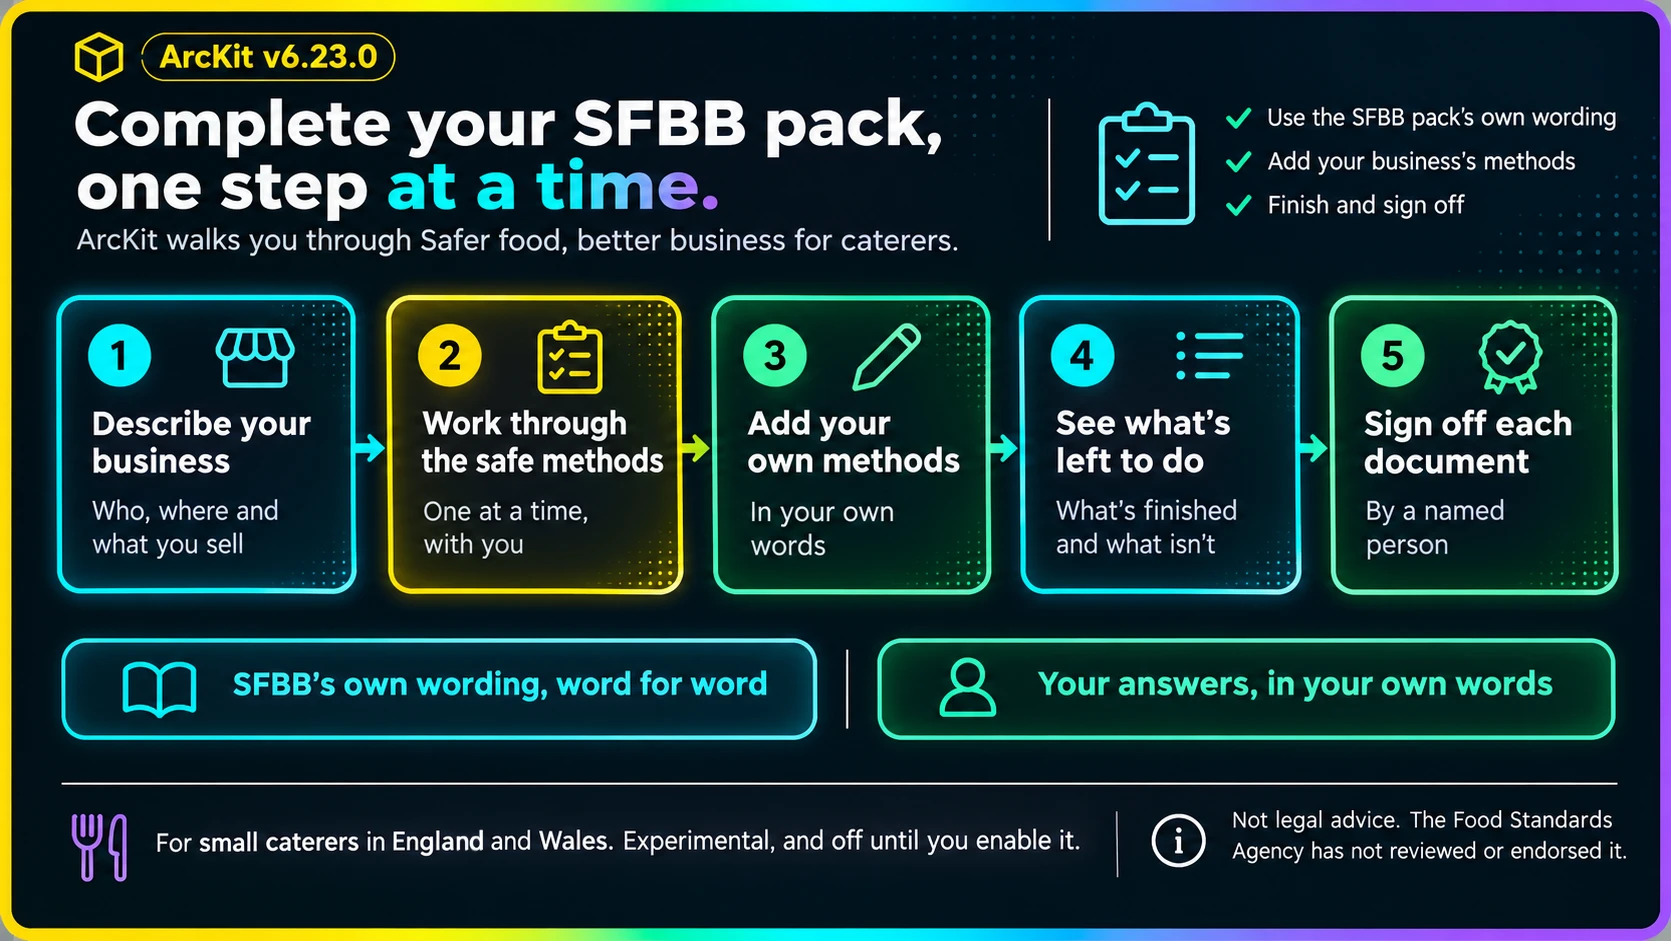 ArcKit v6.23.0
Complete your SFBB pack,
one step at a time.
ArcKit walks you through Safer food, better business for caterers.
Use the SFBB pack's own wording
Add your business's methods
Finish and sign off
1
Describe your
business
Who, where and
what you sell
2
Work through
the safe methods
One at a time,
with you
3
Add your
own methods
In your own
words
4
See what's
left to do
What's finished
and what isn't
5
Sign off each
document
By a named
person
SFBB's own wording, word for word
Your answers, in your own words
For small caterers in England and Wales. Experimental, and off until you enable it.
i
Not legal advice. The Food Standards
Agency has not reviewed or endorsed it.